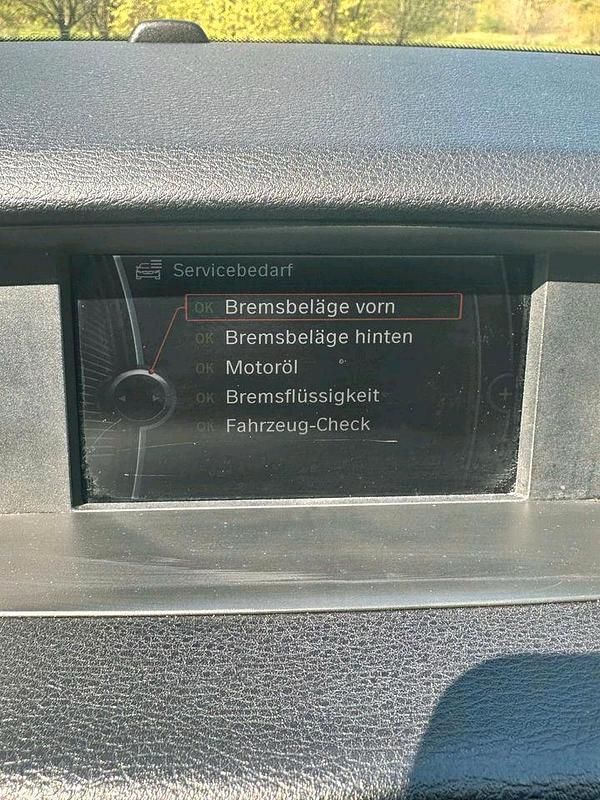 Servicebedarf
OK Bremsbeläge vorn
OK Bremsbeläge hinten
OK Motoröl
OK Bremsflüssigkeit
OK Fahrzeug-Check